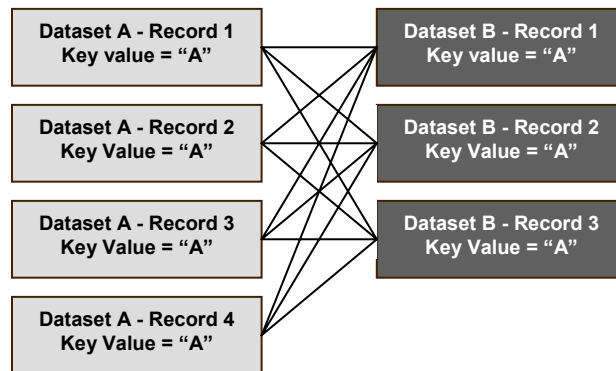 Dataset A - Record 1
Key value = “A”
Dataset B - Record 1
Key value = “A”
Dataset A - Record 2
Key Value = “A”
Dataset B - Record 2
Key Value = “A”
Dataset A - Record 3
Key Value = “A”
Dataset B - Record 3
Key Value = “A”
Dataset A - Record 4
Key Value = “A”